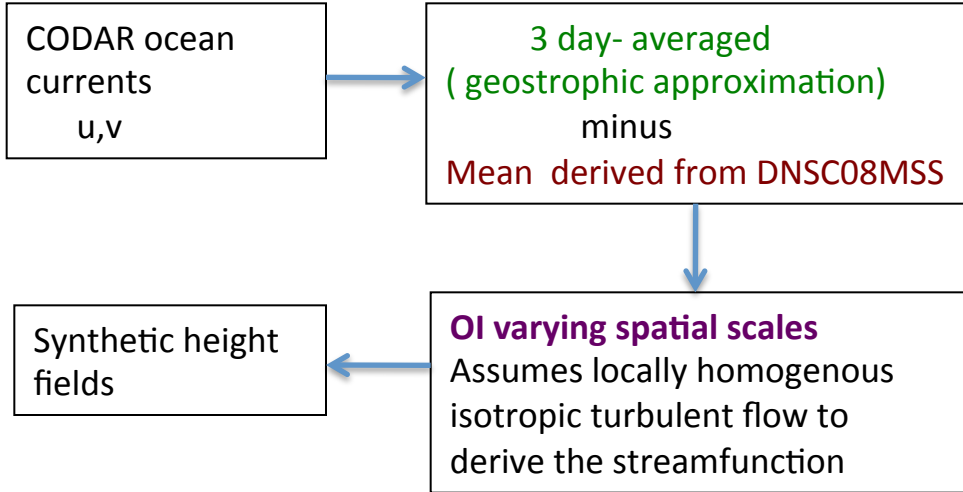 CODAR ocean
currents
u,v
3 day- averaged
( geostrophic approximation)
minus
Mean derived from DNSC08MSS
OI varying spatial scales
Assumes locally homogenous
isotropic turbulent flow to
derive the streamfunction
Synthetic height
fields